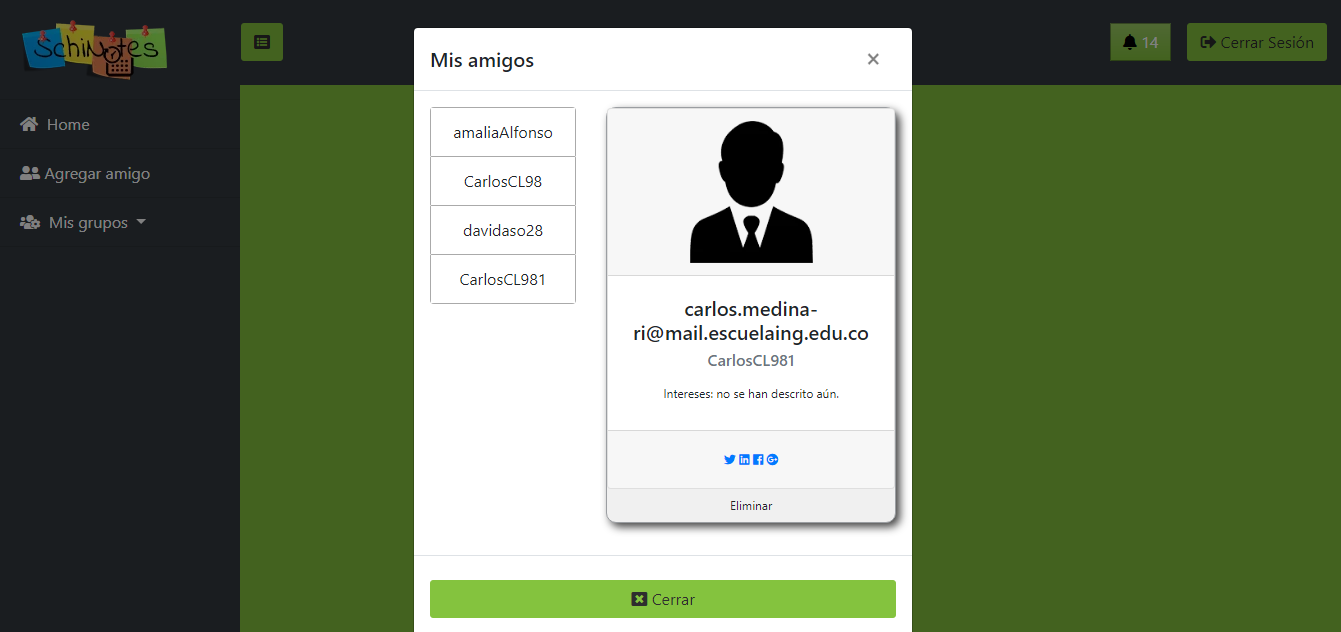 SchiNotes
14
Cerrar Sesión
Home
Agregar amigo
Mis grupos
Mis amigos
×
amaliaAlfonso
CarlosCL98
davidaso28
CarlosCL981
carlos.medina-
ri@mail.escuelaing.edu.co
CarlosCL981
Intereses: no se han descrito aún.
Eliminar
Cerrar